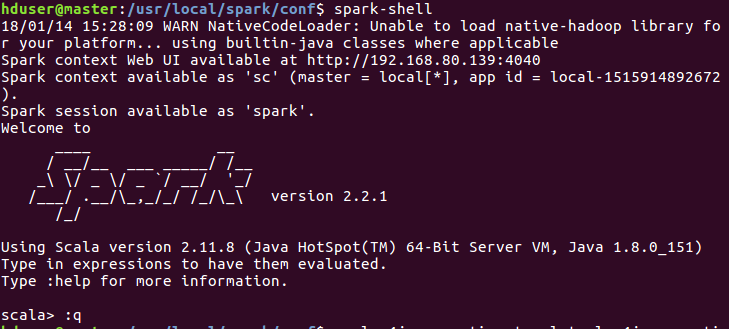 hduser@master:/usr/local/spark/conf$ spark-shell
18/01/14 15:28:09 WARN NativeCodeLoader: Unable to load native-hadoop library fo
r your platform... using builtin-java classes where applicable
Spark context Web UI available at http://192.168.80.139:4040
Spark context available as 'sc' (master = local[*], app id = local-1515914892672
).
Spark session available as 'spark'.
Welcome to
      ____              __
     / __/__  ___ _____/ /__
    _\ \/ _ \/ _ `/ __/  '_/
   /___/ .__/\_,_/_/ /_/\_\   version 2.2.1
      /_/
Using Scala version 2.11.8 (Java HotSpot(TM) 64-Bit Server VM, Java 1.8.0_151)
Type in expressions to have them evaluated.
Type :help for more information.
scala> :q